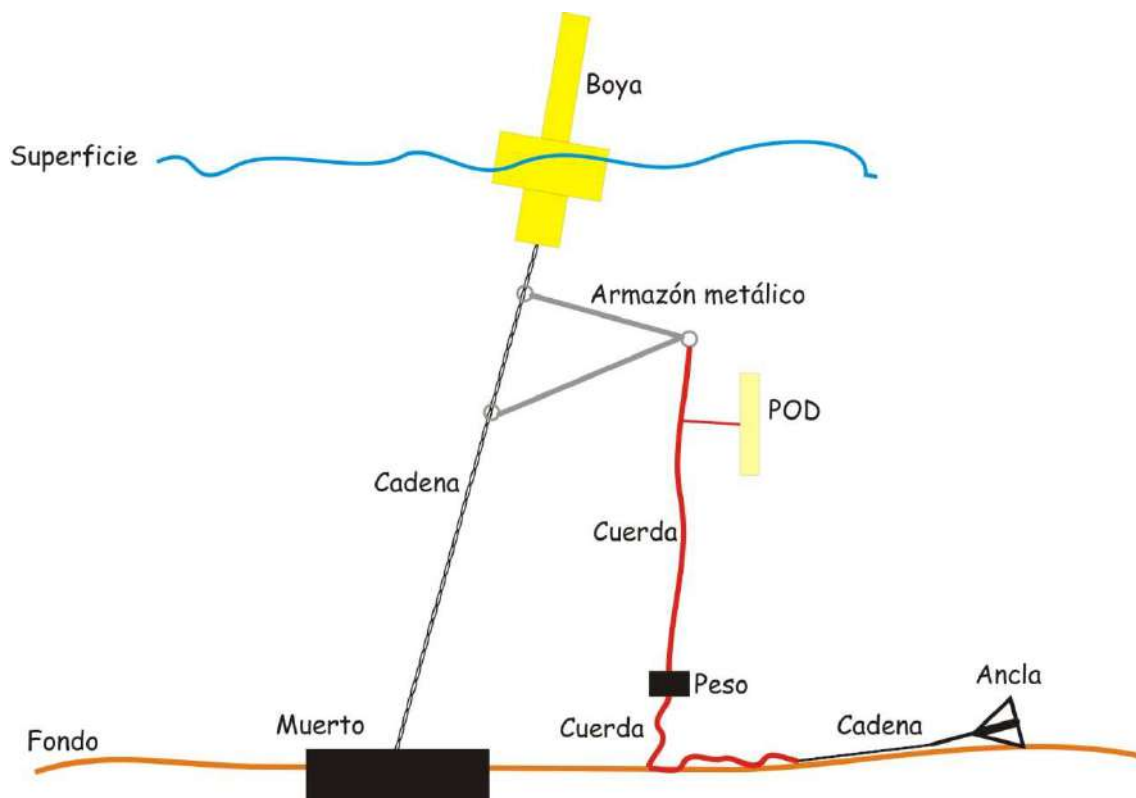 Boya
Superficie
Armazón metálico
POD
Cadena
Cuerda
Peso
Ancla
Muerto
Cuerda
Cadena
Fondo